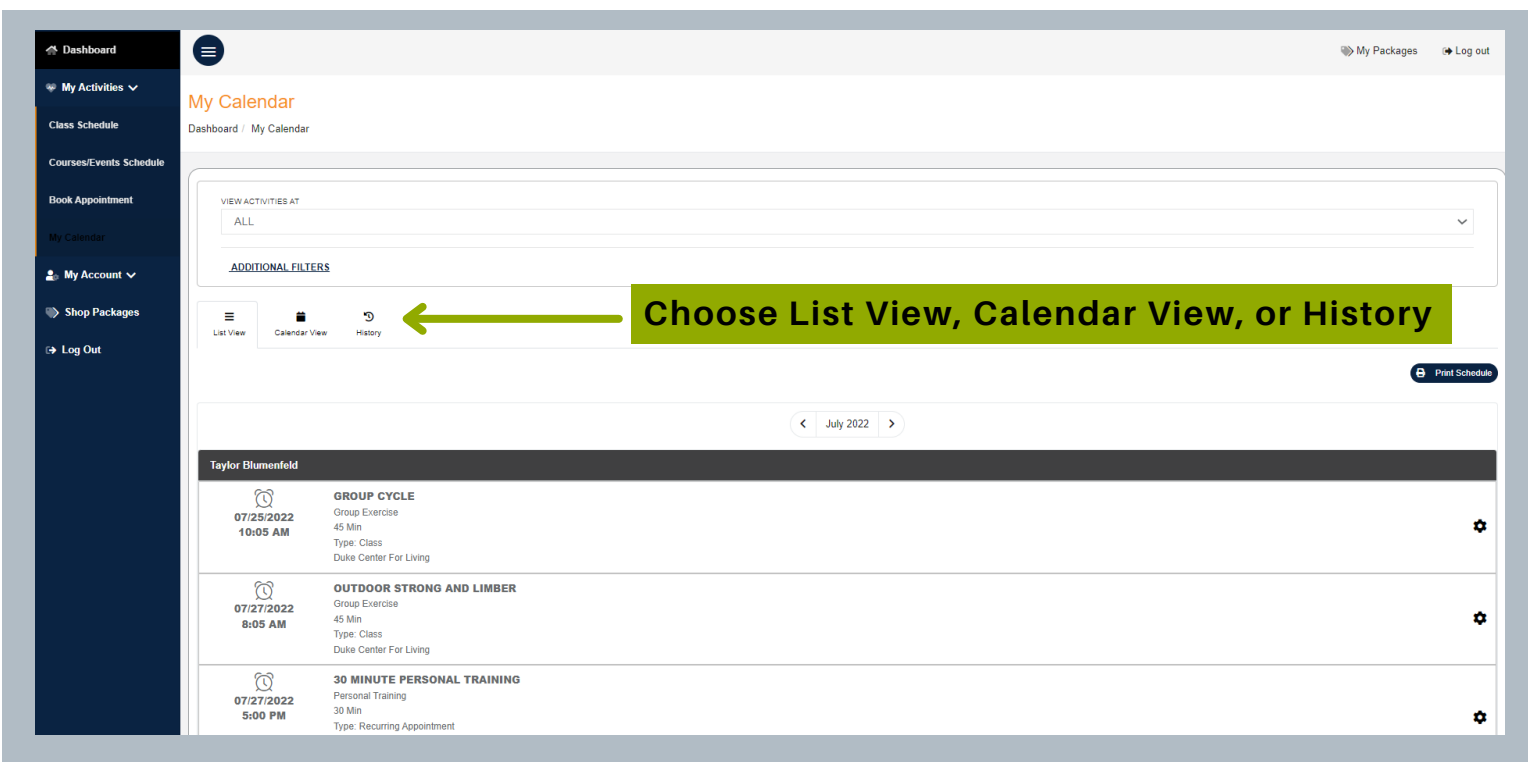 Dashboard
My Packages
Log out
My Activities
My Calendar
Class Schedule
Dashboard / My Calendar
Courses/Events Schedule
Book Appointment
VIEW ACTIVITIES AT
ALL
My Calendar
ADDITIONAL FILTERS
My Account
Shop Packages
Log Out
List View
Calendar View
History
Choose List View, Calendar View, or History
Print Schedule
July 2022
Taylor Blumenfeld
07/25/2022
10:05 AM
GROUP CYCLE
Group Exercise
45 Min
Type: Class
Duke Center For Living
07/27/2022
8:05 AM
OUTDOOR STRONG AND LIMBER
Group Exercise
45 Min
Type: Class
Duke Center For Living
07/27/2022
5:00 PM
30 MINUTE PERSONAL TRAINING
Personal Training
30 Min
Type: Recurring Appointment